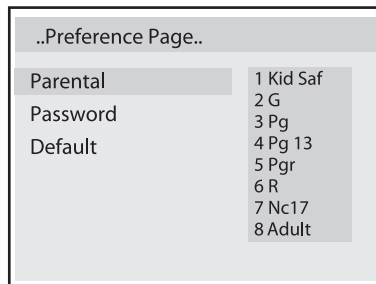 ..Preference Page..
Parental
Password
Default
1 Kid Saf
2 G
3 Pg
4 Pg 13
5 Pgr
6 R
7 Nc17
8 Adult